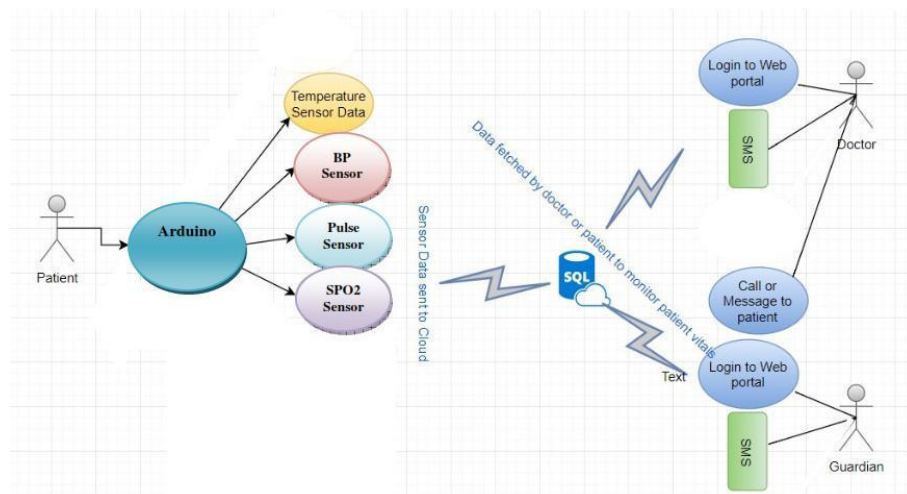 Patient
Arduino
Temperature
Sensor Data
BP
Sensor
Pulse
Sensor
SPO2
Sensor
Sensor Data sent to Cloud
Data fetched by doctor or patient to monitor patient vitals
SQL
Text
Login to Web
portal
SMS
Doctor
Call or
Message to
patient
Login to Web
portal
SMS
Guardian